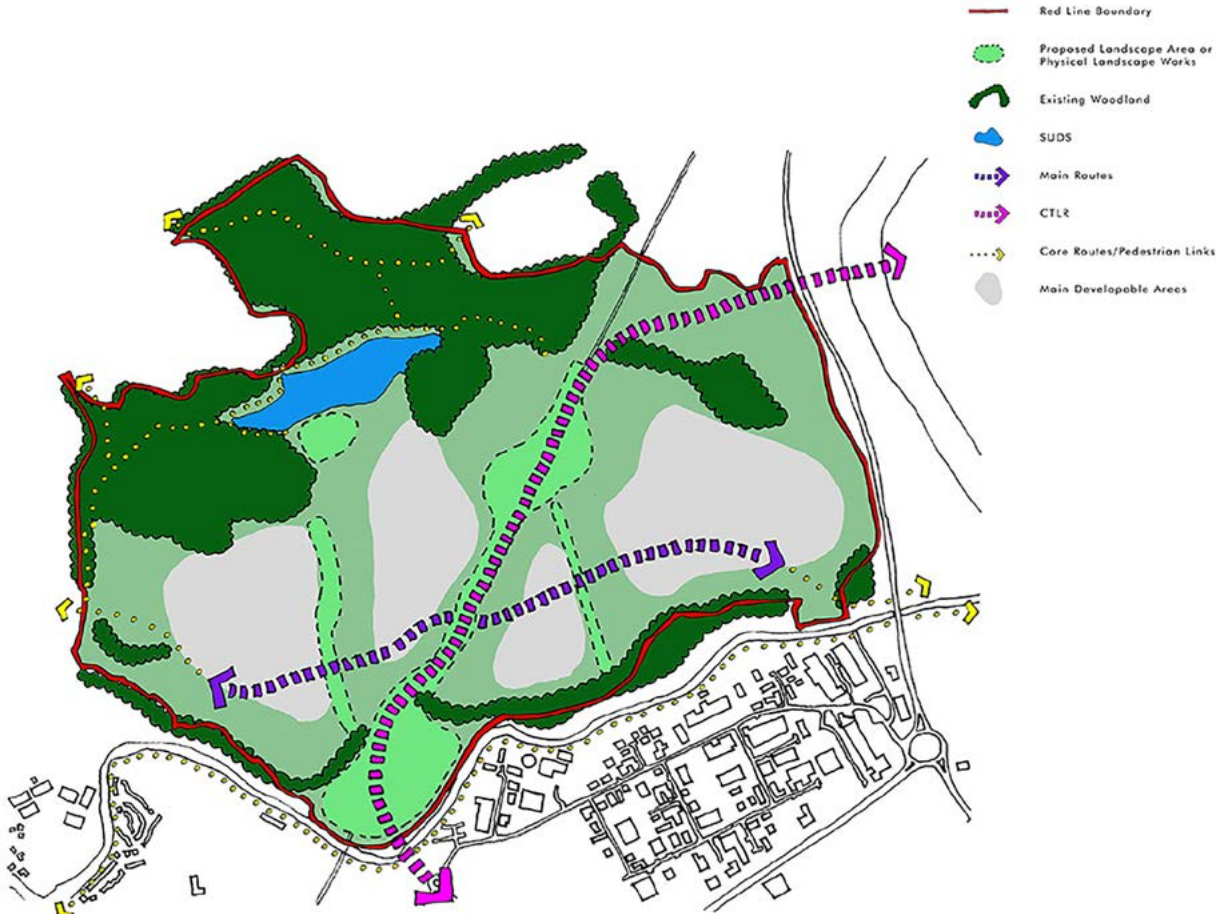 Red Line Boundary
Proposed Landscape Area or
Physical Landscape Works
Existing Woodland
SUDS
Main Routes
CTLR
Core Routes/Pedestrian Links
Main Developable Areas